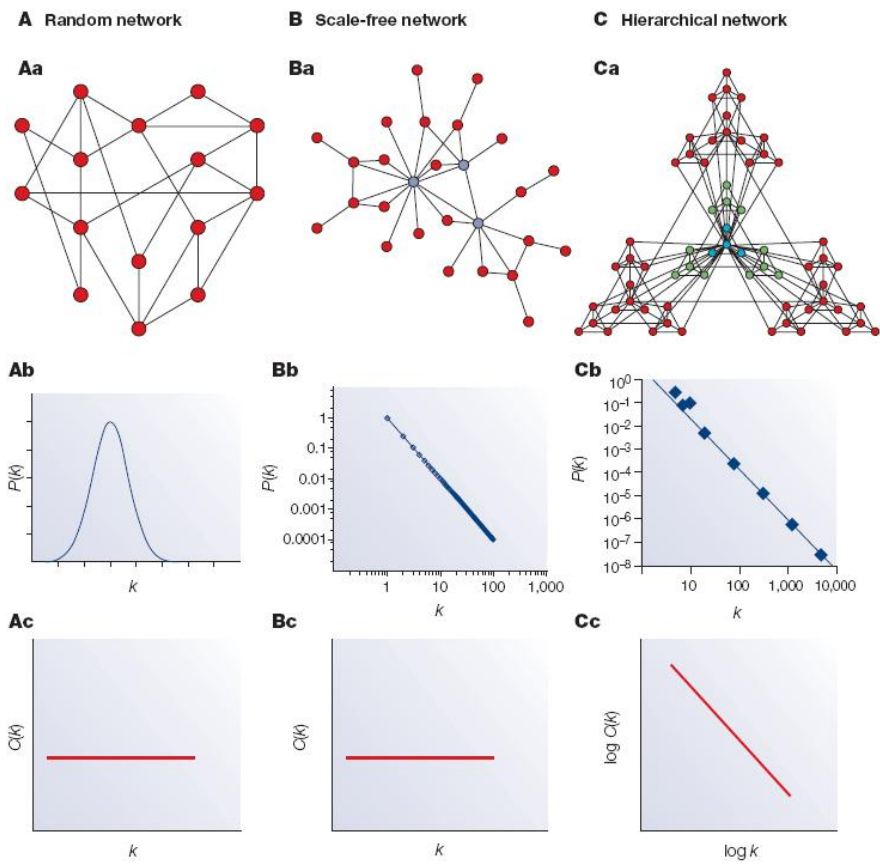 A Random network
B Scale-free network
C Hierarchical network
Aa
Ba
Ca
Ab
P(k)
k
Bb
1
0.1
0.01
0.001
0.0001
P(k)
1 10 100 1,000
k
Cb
10⁰
10⁻¹
10⁻²
10⁻³
10⁻⁴
10⁻⁵
10⁻⁶
10⁻⁷
10⁻⁸
P(k)
10 100 1,000 10,000
k
Ac
C(k)
k
Bc
C(k)
k
Cc
log C(k)
log k